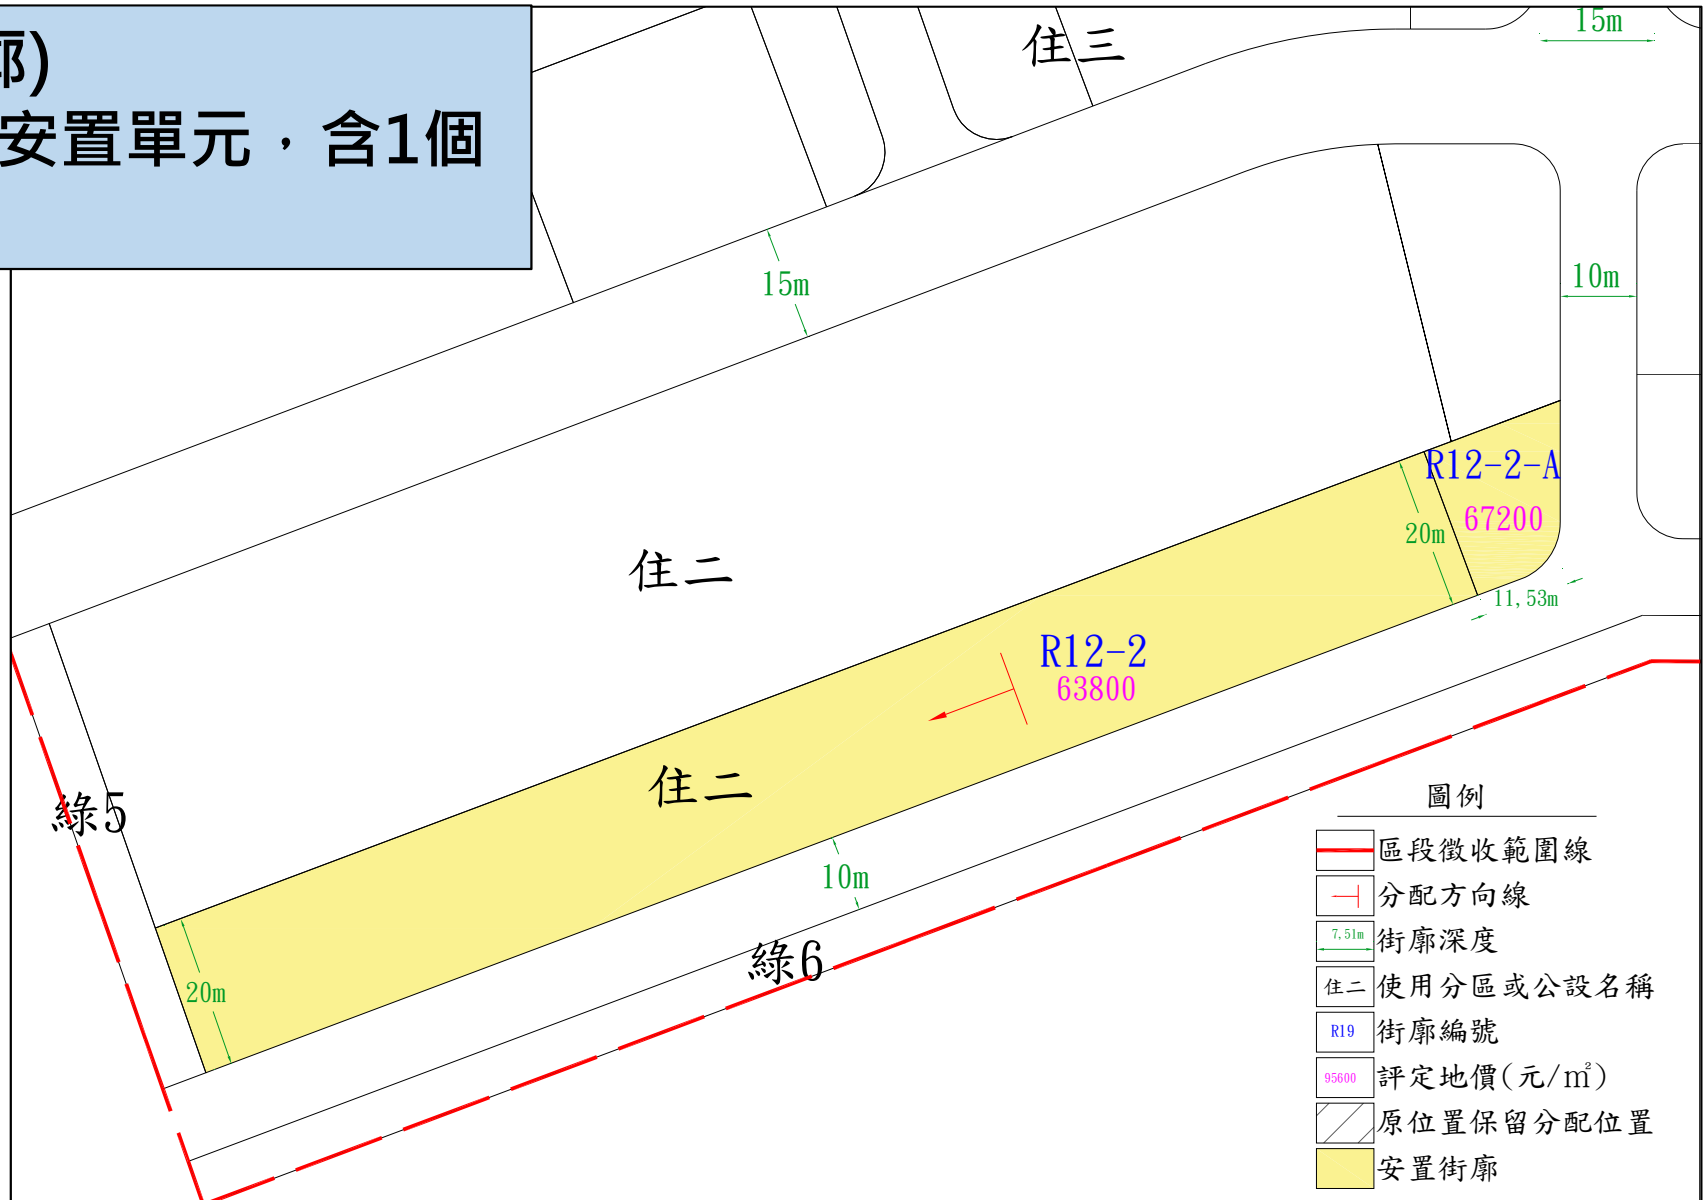 郭)
安置單元，含1個
住三
15m
15m
10m
R12-2-A
67200
20m
住二
11,53m
R12-2
63800
住二
綠5
10m
綠6
20m
圖例
區段徵收範圍線
分配方向線
7,51m 街廓深度
住二 使用分區或公設名稱
R19 街廓編號
95600 評定地價(元/㎡)
原位置保留分配位置
安置街廓